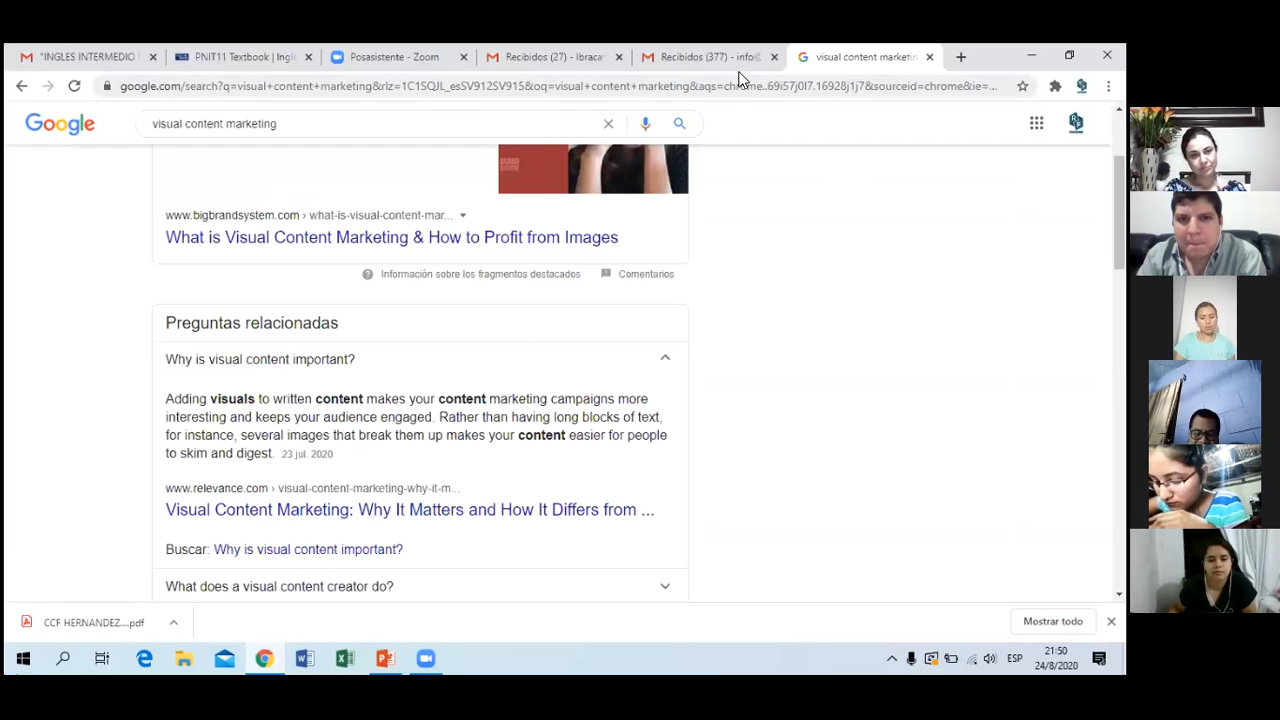 "INGLES INTERMEDIO
PNIT11 Textbook | Ingl
Posasistente - Zoom
Recibidos (27) - lbraca
Recibidos (377) - info@
visual content marketin
google.com/search?q=visual+content+marketing&rlz=1C1SQJL_esSV912SV915&oq=visual+content+marketing&aqs=chrome..69i57j0l7.16928j1j7&sourceid=chrome&ie=...
Google
visual content marketing
www.bigbrandsystem.com › what-is-visual-content-mar...
What is Visual Content Marketing & How to Profit from Images
Información sobre los fragmentos destacados
Comentarios
Preguntas relacionadas
Why is visual content important?
Adding visuals to written content makes your content marketing campaigns more
interesting and keeps your audience engaged. Rather than having long blocks of text,
for instance, several images that break them up makes your content easier for people
to skim and digest. 23 jul. 2020
www.relevance.com › visual-content-marketing-why-it-m...
Visual Content Marketing: Why It Matters and How It Differs from ...
Buscar: Why is visual content important?
What does a visual content creator do?
CCF HERNANDEZ....pdf
Mostrar todo
ESP
21:50
24/8/2020